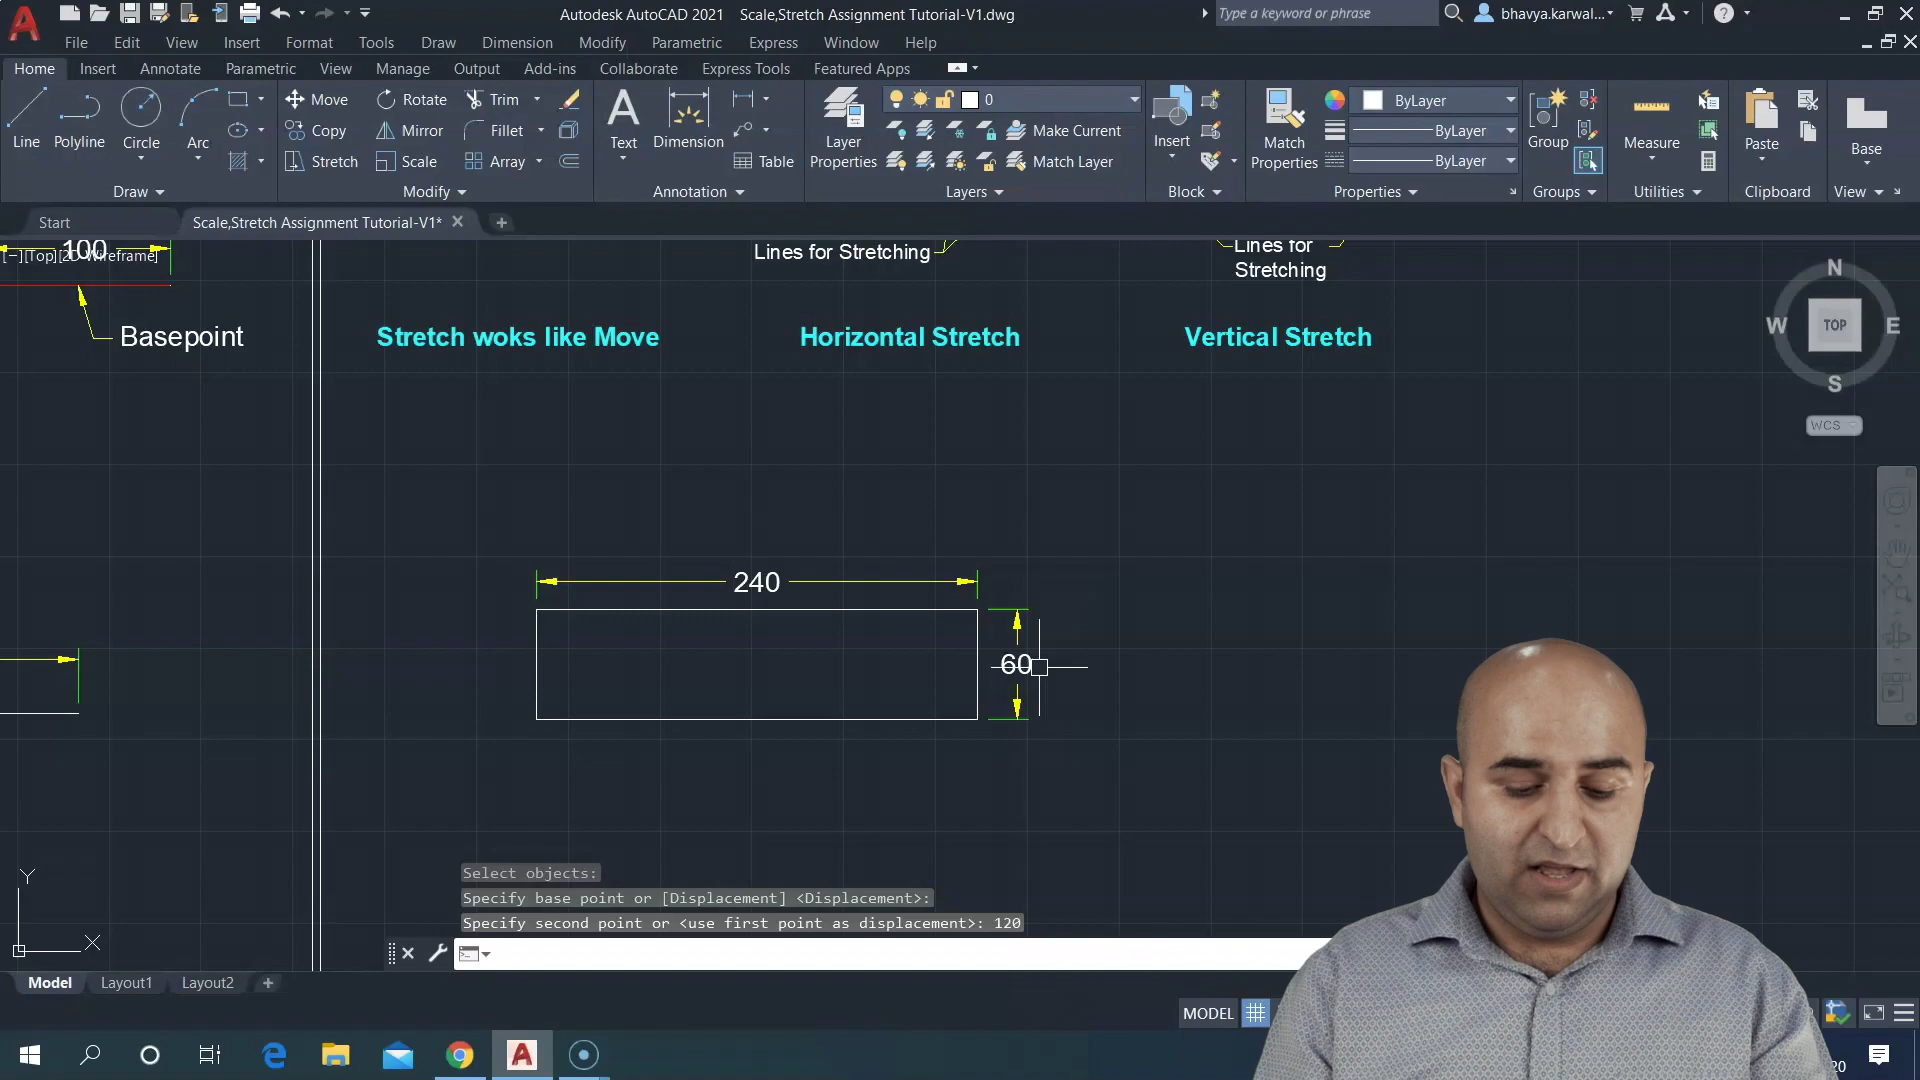 Autodesk AutoCAD 2021 Scale,Stretch Assignment Tutorial-V1.dwg
Type a keyword or phrase
bhavya.karwal...
File Edit View Insert Format Tools Draw Dimension Modify Parametric Express Window Help
Home Insert Annotate Parametric View Manage Output Add-ins Collaborate Express Tools Featured Apps
Line Polyline Circle Arc
Move Rotate Trim
Copy Mirror Fillet
Stretch Scale Array
Text Dimension Table
Layer Properties
0
Make Current
Match Layer
Insert
Match Properties
ByLayer
ByLayer
ByLayer
Group
Measure
Paste
Base
Draw Modify Annotation Layers Block Properties Groups Utilities Clipboard View
Start
Scale,Stretch Assignment Tutorial-V1*
100
[−][Top][2D Wireframe]
Lines for Stretching
Lines for
Stretching
Basepoint
Stretch woks like Move
Horizontal Stretch
Vertical Stretch
N
W TOP E
S
WCS
240
60
Y
X
Select objects:
Specify base point or [Displacement] <Displacement>:
Specify second point or <use first point as displacement>: 120
Model Layout1 Layout2
MODEL
20